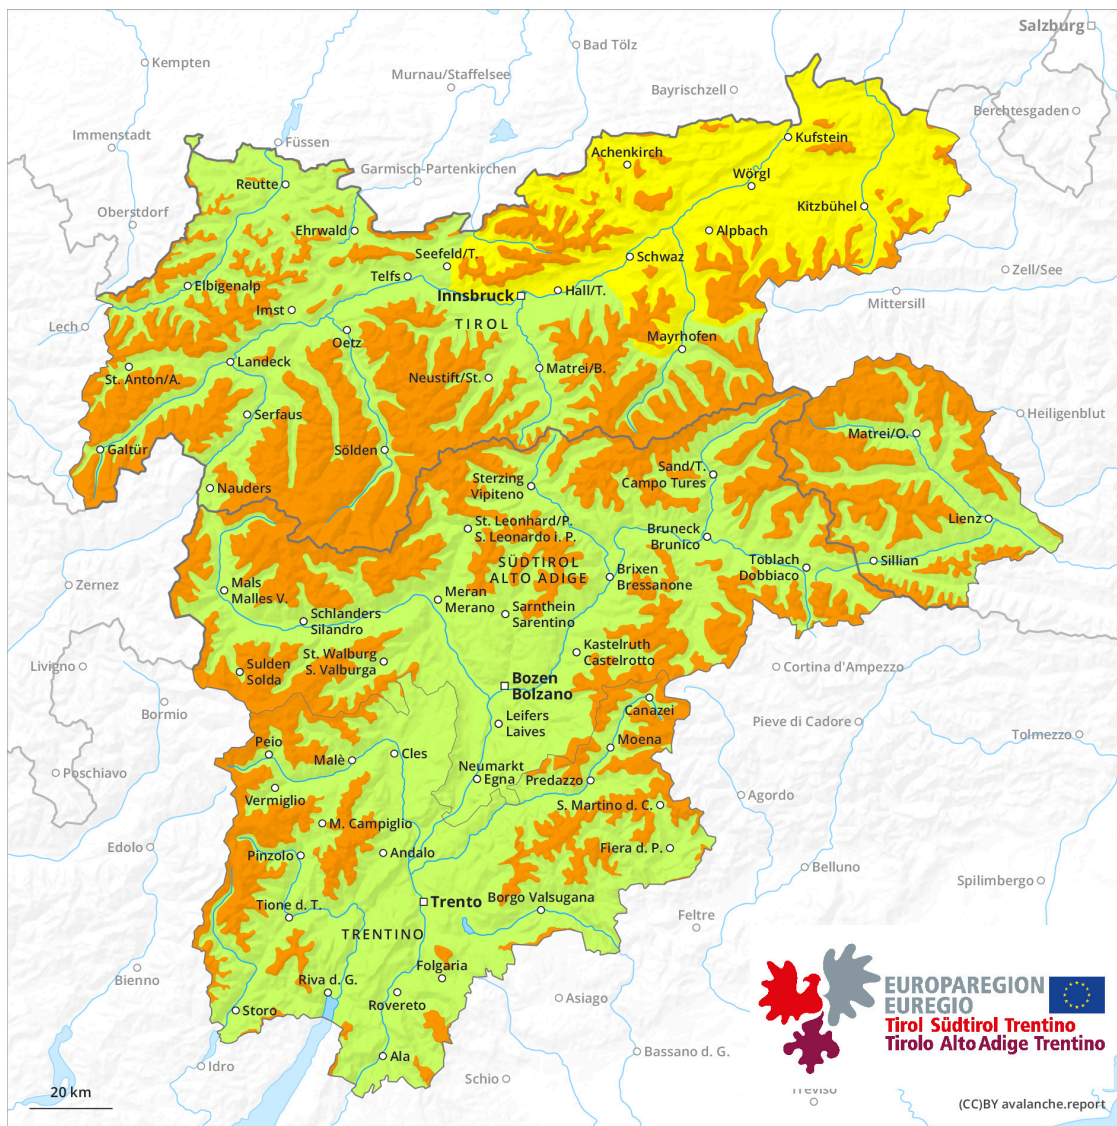 Salzburg
Bad Tölz
Kempten
Murnau/Staffelsee
Bayrischzell
Berchtesgaden
Immenstadt
Füssen
Kufstein
Achenkirch
Garmisch-Partenkirchen
Wörgl
Reutte
Oberstdorf
Kitzbühel
Ehrwald
Alpbach
Seefeld/T.
Schwaz
Zell/See
Telfs
Elbigenalp
Hall/T.
Innsbruck
Mittersill
Imst
TIROL
Lech
Oetz
Mayrhofen
Landeck
Matrei/B.
St. Anton/A.
Neustift/St.
Serfaus
Heiligenblut
Matrei/O.
Galtür
Sölden
Sand/T.
Campo Tures
Sterzing
Vipiteno
Nauders
Lienz
St. Leonhard/P.
S. Leonardo i. P.
Bruneck
Brunico
SÜDTIROL
ALTO ADIGE
Toblach
Dobbiaco
Sillian
Brixen
Bressanone
Zernez
Mals
Malles V.
Meran
Merano
Sarnthein
Sarentino
Schlanders
Silandro
Kastelruth
Castelrotto
St. Walburg
S. Valburga
Livigno
Sulden
Solda
Cortina d'Ampezzo
Bozen
Bolzano
Bormio
Canazei
Leifers
Laives
Pieve di Cadore
Tolmezzo
Moena
Peio
Malè
Cles
Poschiavo
Neumarkt
Egna
Predazzo
Vermiglio
Agordo
S. Martino d. C.
M. Campiglio
Edolo
Pinzolo
Andalo
Fiera d. P.
Belluno
Spilimbergo
Trento
Borgo Valsugana
Tione d. T.
Feltre
TRENTINO
Folgaria
Bienno
Riva d. G.
Rovereto
Asiago
Storo
EUROPAREGION
EUREGIO
Tirol Südtirol Trentino
Tirolo Alto Adige Trentino
Ala
Bassano d. G.
Idro
Schio
Treviso
20 km
(CC)BY avalanche.report